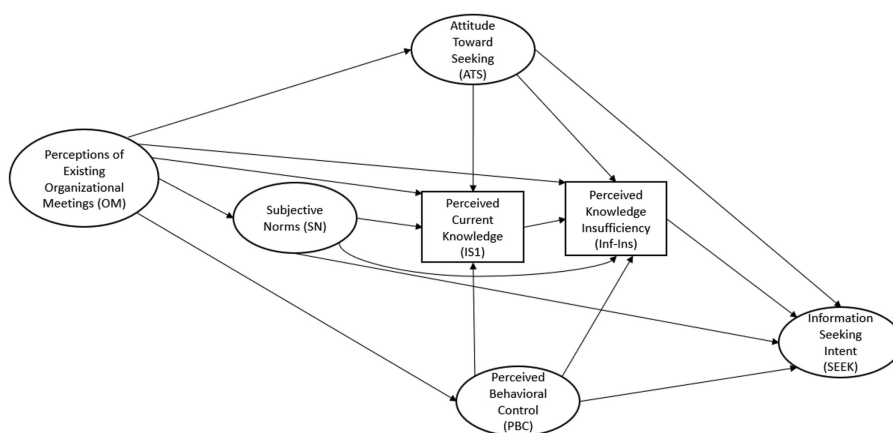 Attitude
Toward
Seeking
(ATS)
Perceptions of
Existing
Organizational
Meetings (OM)
Subjective
Norms (SN)
Perceived
Current
Knowledge
(IS1)
Perceived
Knowledge
Insufficiency
(Inf-Ins)
Information
Seeking
Intent
(SEEK)
Perceived
Behavioral
Control
(PBC)